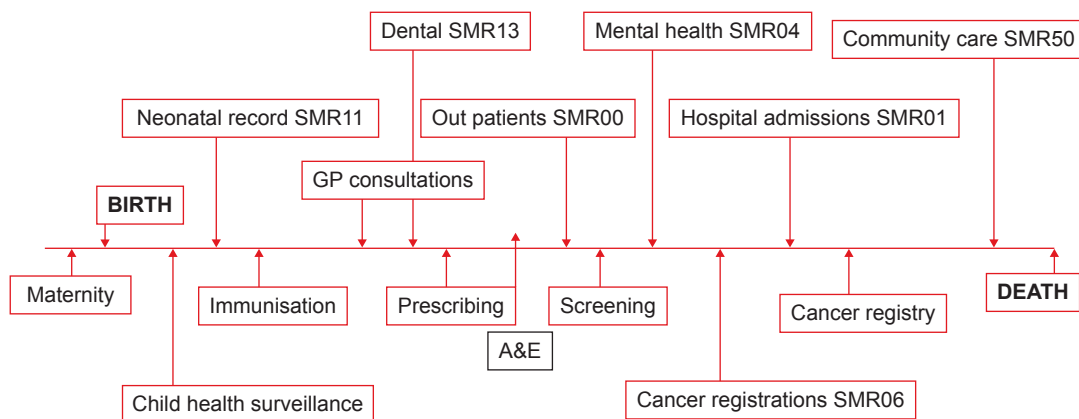 Dental SMR13
Mental health SMR04
Community care SMR50
Neonatal record SMR11
Out patients SMR00
Hospital admissions SMR01
GP consultations
BIRTH
Maternity
Immunisation
Prescribing
Screening
Cancer registry
DEATH
A&E
Child health surveillance
Cancer registrations SMR06